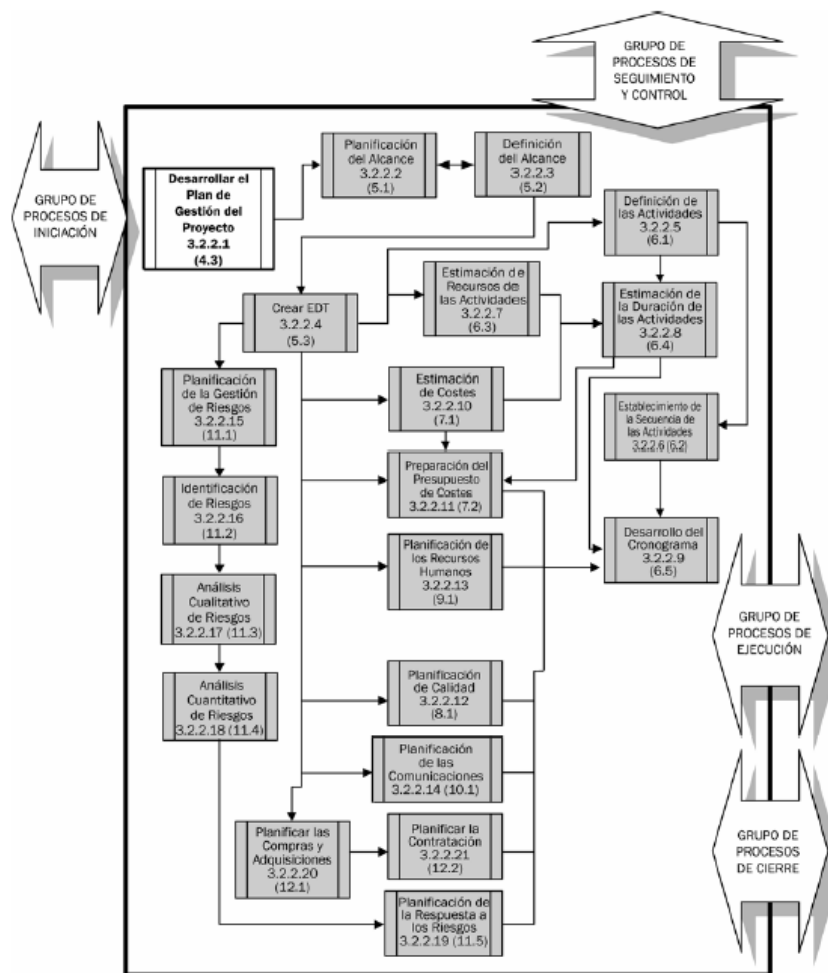 GRUPO DE
PROCESOS DE
SEGUIMIENTO
Y CONTROL
GRUPO DE
PROCESOS DE
INICIACIÓN
Desarrollar el
Plan de
Gestión del
Proyecto
3.2.2.1
(4.3)
Planificación
del Alcance
3.2.2.2
(5.1)
Definición
del Alcance
3.2.2.3
(5.2)
Definición de
las Actividades
3.2.2.5
(6.1)
Crear EDT
3.2.2.4
(5.3)
Estimación de
Recursos de
las Actividades
3.2.2.7
(6.3)
Estimación de
la Duración de
las Actividades
3.2.2.8
(6.4)
Planificación
de la Gestión
de Riesgos
3.2.2.15
(11.1)
Estimación
de Costes
3.2.2.10
(7.1)
Establecimiento de
la Secuencia de
las Actividades
3.2.2.6 (6.2)
Identificación
de Riesgos
3.2.2.16
(11.2)
Preparación del
Presupuesto
de Costes
3.2.2.11 (7.2)
Planificación de
los Recursos
Humanos
3.2.2.13
(9.1)
Desarrollo del
Cronograma
3.2.2.9
(6.5)
Análisis
Cualitativo
de Riesgos
3.2.2.17 (11.3)
GRUPO DE
PROCESOS DE
EJECUCIÓN
Análisis
Cuantitativo
de Riesgos
3.2.2.18 (11.4)
Planificación
de Calidad
3.2.2.12
(8.1)
Planificación
de las
Comunicaciones
3.2.2.14 (10.1)
Planificar las
Compras y
Adquisiciones
3.2.2.20
(12.1)
Planificar la
Contratación
3.2.2.21
(12.2)
GRUPO DE
PROCESOS
DE CIERRE
Planificación de
la Respuesta a
los Riesgos
3.2.2.19 (11.5)